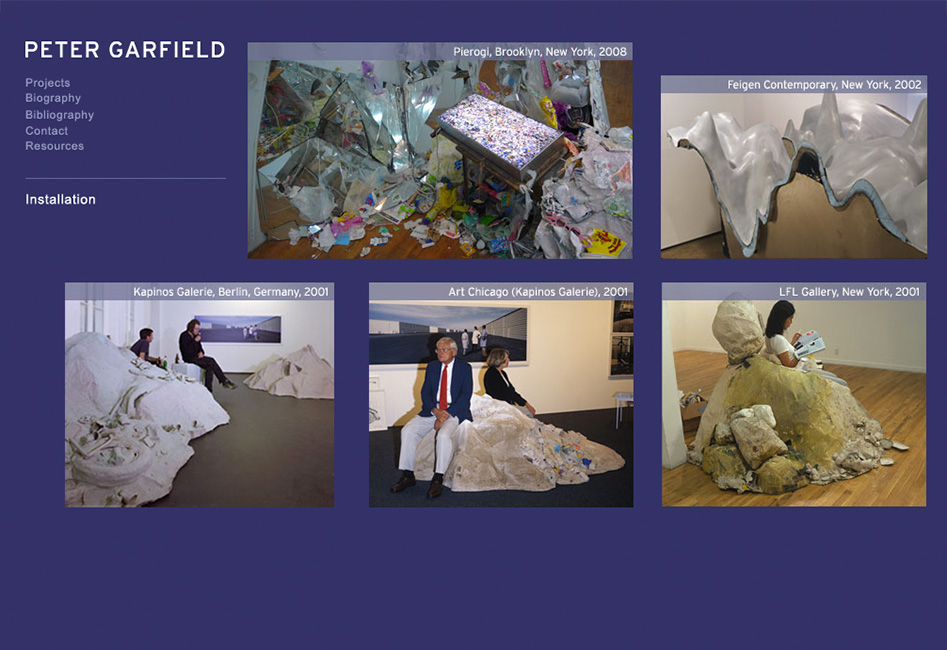 PETER GARFIELD
Projects
Biography
Bibliography
Contact
Resources
Installation
Pierogi, Brooklyn, New York, 2008
Feigen Contemporary, New York, 2002
Kapinos Galerie, Berlin, Germany, 2001
Art Chicago (Kapinos Galerie), 2001
LFL Gallery, New York, 2001